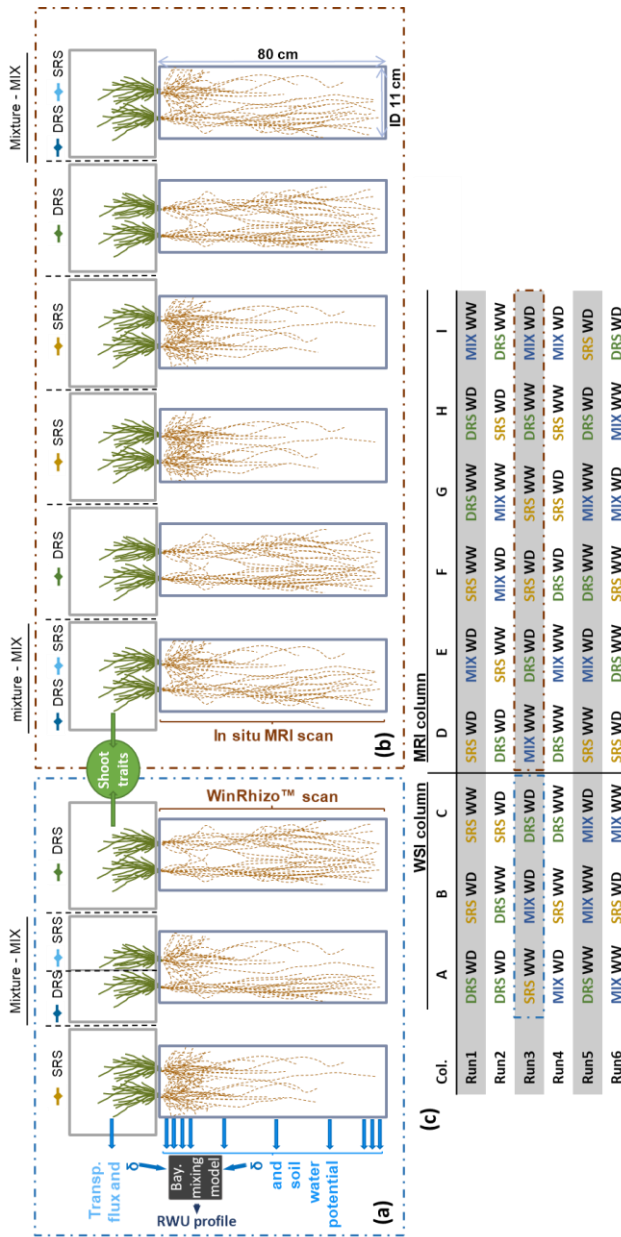 SRS
Mixture - MIX
DRS SRS
DRS
Transp.
flux and
δ
Bay.
mixing
model
RWU profile
δ
and
soil
water
potential
WinRhizo™ scan
(a)
Shoot
traits
mixture - MIX
DRS SRS
DRS
SRS
SRS
DRS
Mixture - MIX
DRS SRS
In situ MRI scan
80 cm
ID 11 cm
(b)
(c)
WSI column MRI column
Col. A B C D E F G H I
Run1 DRS WD SRS WD SRS WW SRS WD MIX WD SRS WW DRS WW DRS WD MIX WW
Run2 DRS WD DRS WW SRS WD DRS WD SRS WW MIX WD MIX WW SRS WD DRS WW
Run3 SRS WW MIX WD DRS WD MIX WW DRS WD SRS WD SRS WW DRS WW MIX WD
Run4 MIX WD SRS WW DRS WW DRS WW MIX WW DRS WD SRS WD SRS WW MIX WD
Run5 DRS WW MIX WW MIX WD SRS WW MIX WD DRS WW MIX WW DRS WD SRS WD
Run6 MIX WW SRS WD MIX WW SRS WD DRS WW SRS WW MIX WD MIX WW DRS WD